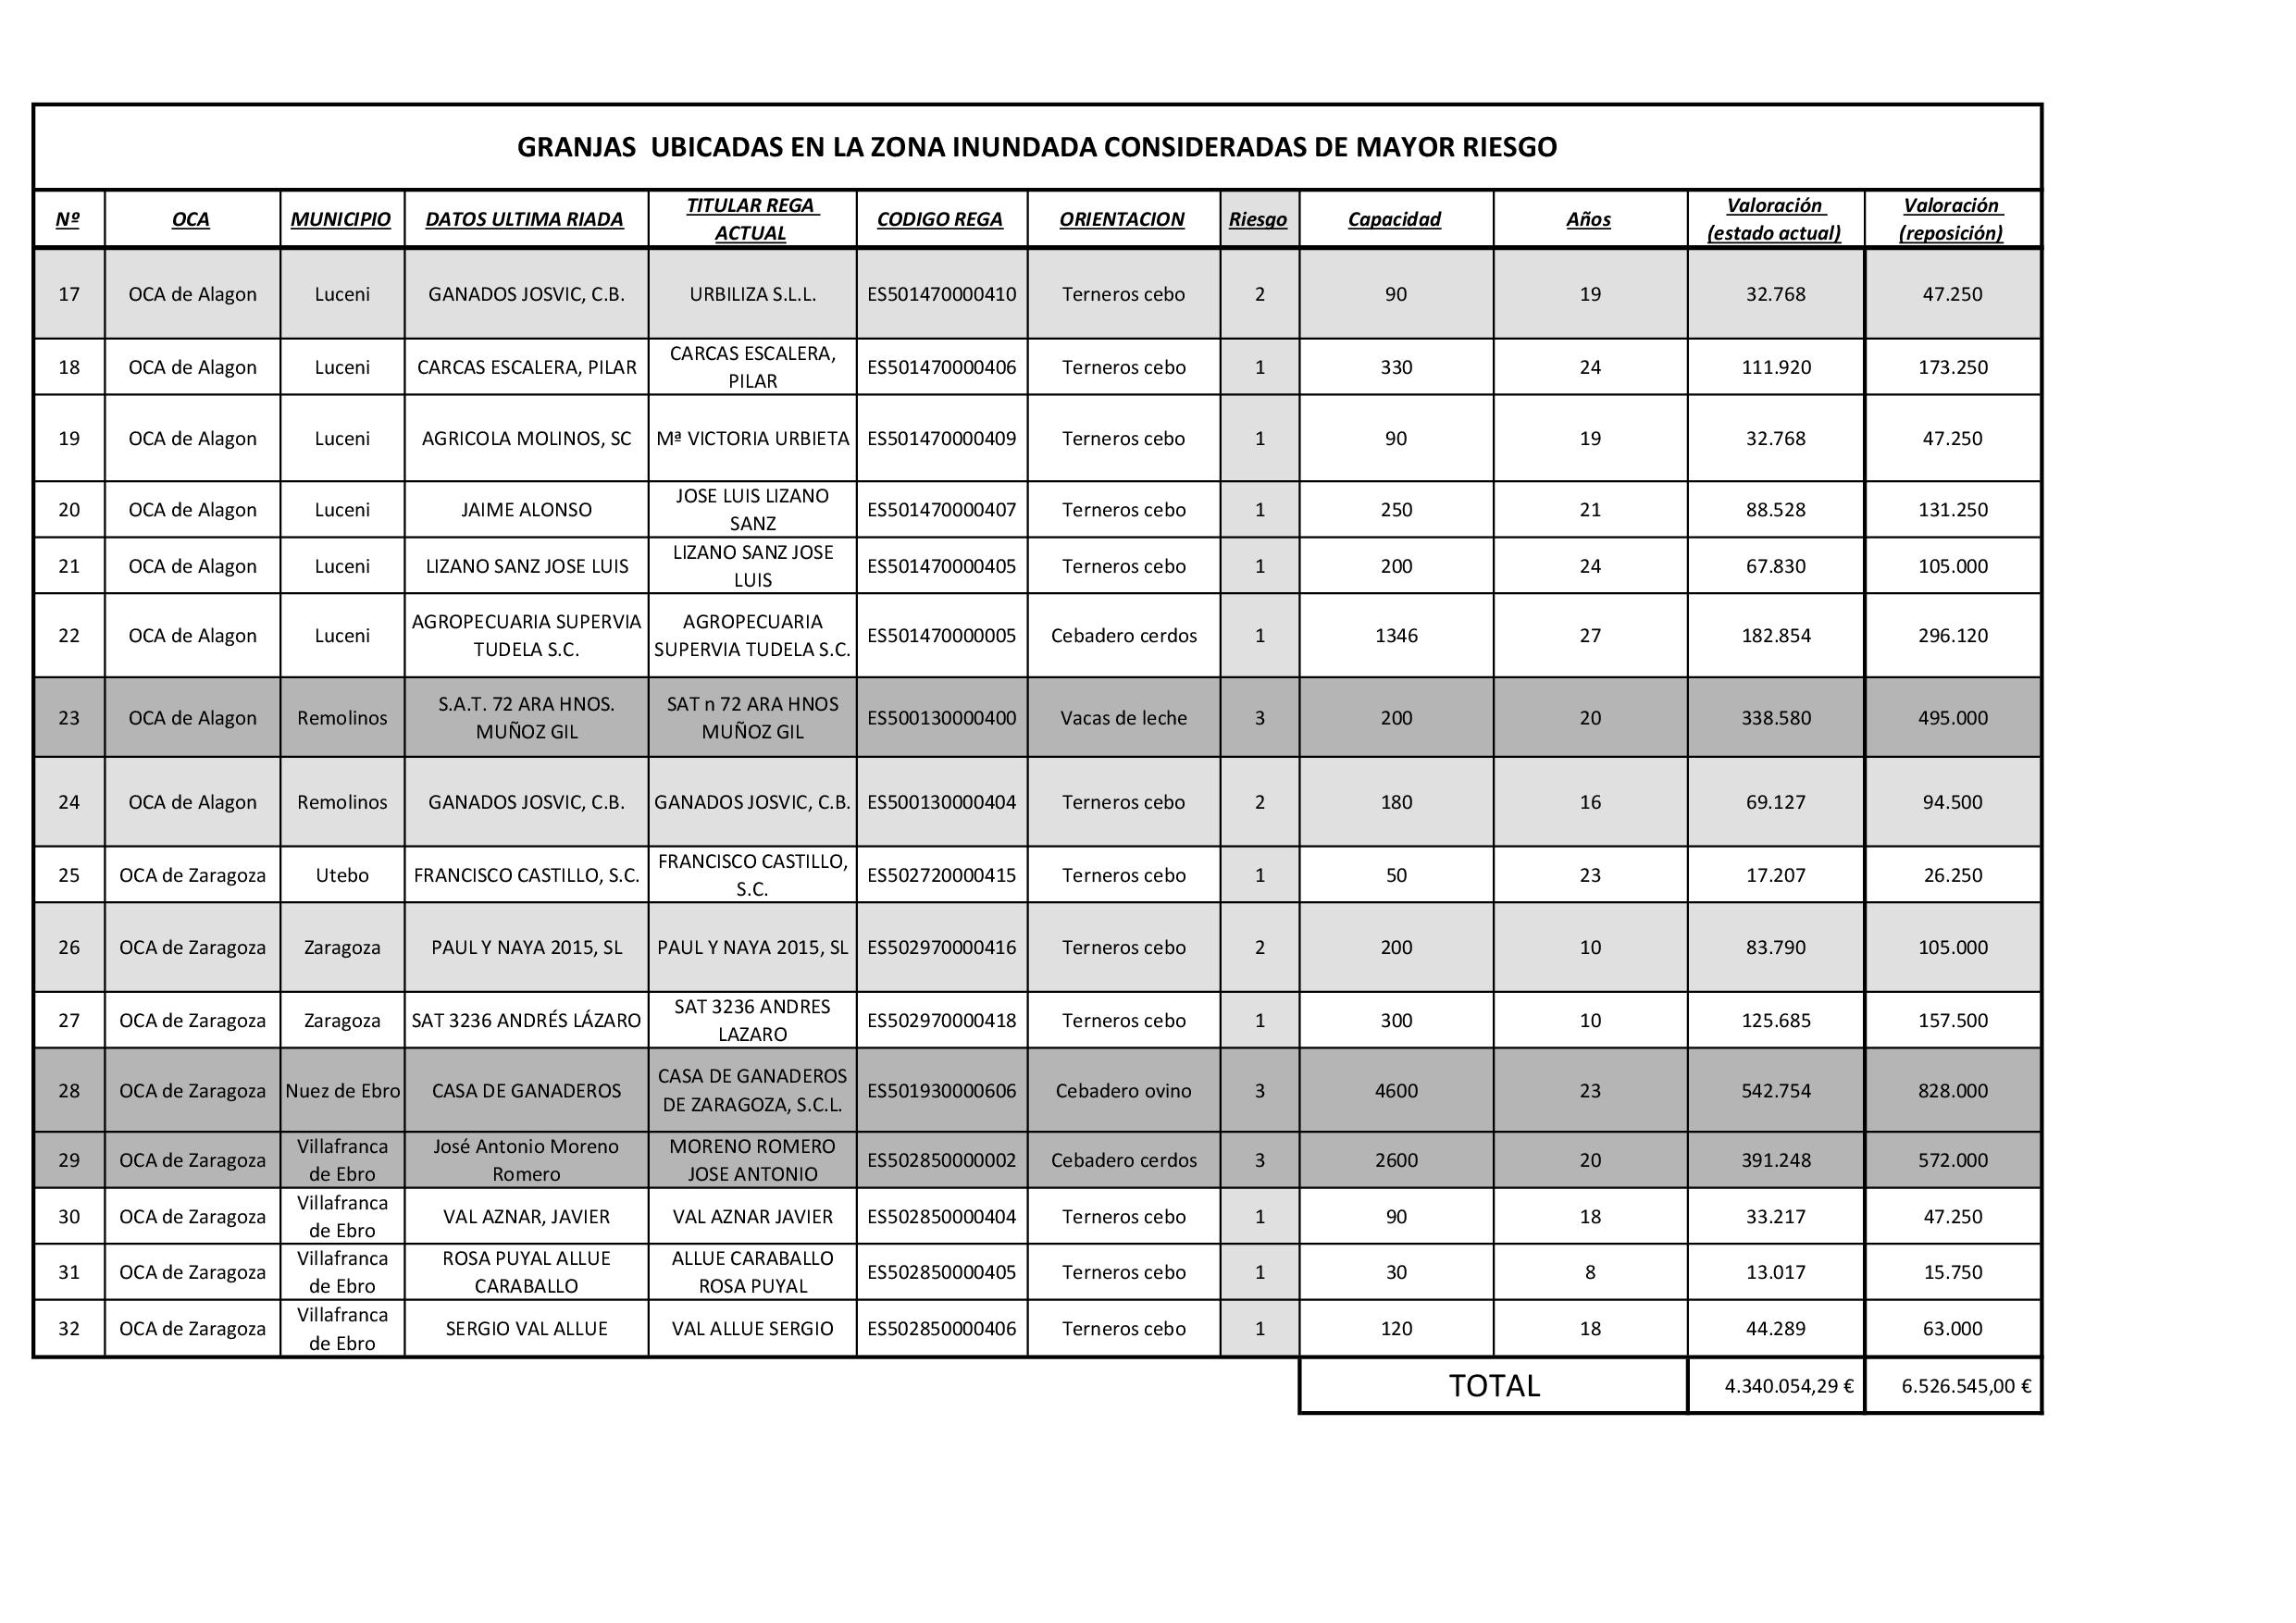 GRANJAS  UBICADAS EN LA ZONA INUNDADA CONSIDERADAS DE MAYOR RIESGO
Nº OCA MUNICIPIO DATOS ULTIMA RIADA TITULAR REGA ACTUAL CODIGO REGA ORIENTACION Riesgo Capacidad Años Valoración (estado actual) Valoración (reposición)
17 OCA de Alagon Luceni GANADOS JOSVIC, C.B. URBILIZA S.L.L. ES501470000410 Terneros cebo 2 90 19 32.768 47.250
18 OCA de Alagon Luceni CARCAS ESCALERA, PILAR CARCAS ESCALERA, PILAR ES501470000406 Terneros cebo 1 330 24 111.920 173.250
19 OCA de Alagon Luceni AGRICOLA MOLINOS, SC Mª VICTORIA URBIETA ES501470000409 Terneros cebo 1 90 19 32.768 47.250
20 OCA de Alagon Luceni JAIME ALONSO JOSE LUIS LIZANO SANZ ES501470000407 Terneros cebo 1 250 21 88.528 131.250
21 OCA de Alagon Luceni LIZANO SANZ JOSE LUIS LIZANO SANZ JOSE LUIS ES501470000405 Terneros cebo 1 200 24 67.830 105.000
22 OCA de Alagon Luceni AGROPECUARIA SUPERVIA TUDELA S.C. AGROPECUARIA SUPERVIA TUDELA S.C. ES501470000005 Cebadero cerdos 1 1346 27 182.854 296.120
23 OCA de Alagon Remolinos S.A.T. 72 ARA HNOS. MUÑOZ GIL SAT n 72 ARA HNOS MUÑOZ GIL ES500130000400 Vacas de leche 3 200 20 338.580 495.000
24 OCA de Alagon Remolinos GANADOS JOSVIC, C.B. GANADOS JOSVIC, C.B. ES500130000404 Terneros cebo 2 180 16 69.127 94.500
25 OCA de Zaragoza Utebo FRANCISCO CASTILLO, S.C. FRANCISCO CASTILLO, S.C. ES502720000415 Terneros cebo 1 50 23 17.207 26.250
26 OCA de Zaragoza Zaragoza PAUL Y NAYA 2015, SL PAUL Y NAYA 2015, SL ES502970000416 Terneros cebo 2 200 10 83.790 105.000
27 OCA de Zaragoza Zaragoza SAT 3236 ANDRÉS LÁZARO SAT 3236 ANDRES LAZARO ES502970000418 Terneros cebo 1 300 10 125.685 157.500
28 OCA de Zaragoza Nuez de Ebro CASA DE GANADEROS CASA DE GANADEROS DE ZARAGOZA, S.C.L. ES501930000606 Cebadero ovino 3 4600 23 542.754 828.000
29 OCA de Zaragoza Villafranca de Ebro José Antonio Moreno Romero MORENO ROMERO JOSE ANTONIO ES502850000002 Cebadero cerdos 3 2600 20 391.248 572.000
30 OCA de Zaragoza Villafranca de Ebro VAL AZNAR, JAVIER VAL AZNAR JAVIER ES502850000404 Terneros cebo 1 90 18 33.217 47.250
31 OCA de Zaragoza Villafranca de Ebro ROSA PUYAL ALLUE CARABALLO ALLUE CARABALLO ROSA PUYAL ES502850000405 Terneros cebo 1 30 8 13.017 15.750
32 OCA de Zaragoza Villafranca de Ebro SERGIO VAL ALLUE VAL ALLUE SERGIO ES502850000406 Terneros cebo 1 120 18 44.289 63.000
TOTAL 4.340.054,29 € 6.526.545,00 €